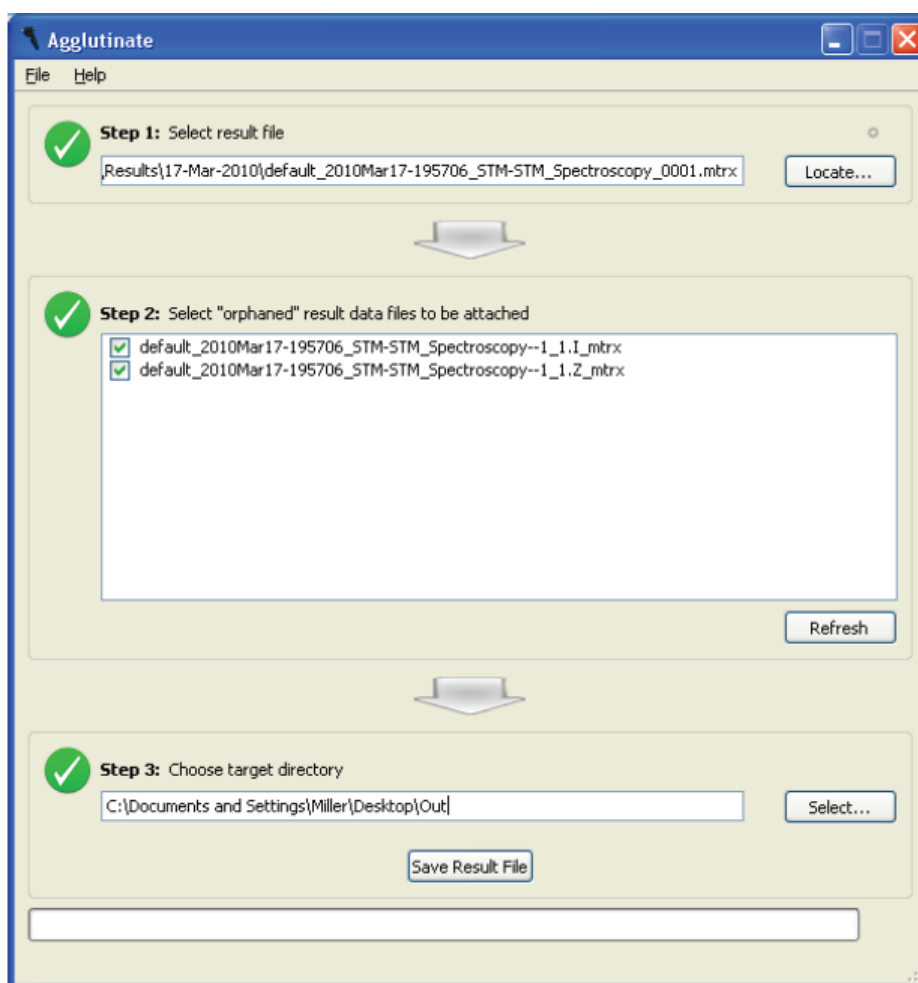 Agglutinate
File Help
Step 1: Select result file
,Results\17-Mar-2010\default_2010Mar17-195706_STM-STM_Spectroscopy_0001.mtrx
Locate...
Step 2: Select "orphaned" result data files to be attached
default_2010Mar17-195706_STM-STM_Spectroscopy--1_1.I_mtrx
default_2010Mar17-195706_STM-STM_Spectroscopy--1_1.Z_mtrx
Refresh
Step 3: Choose target directory
C:\Documents and Settings\Miller\Desktop\Out
Select...
Save Result File